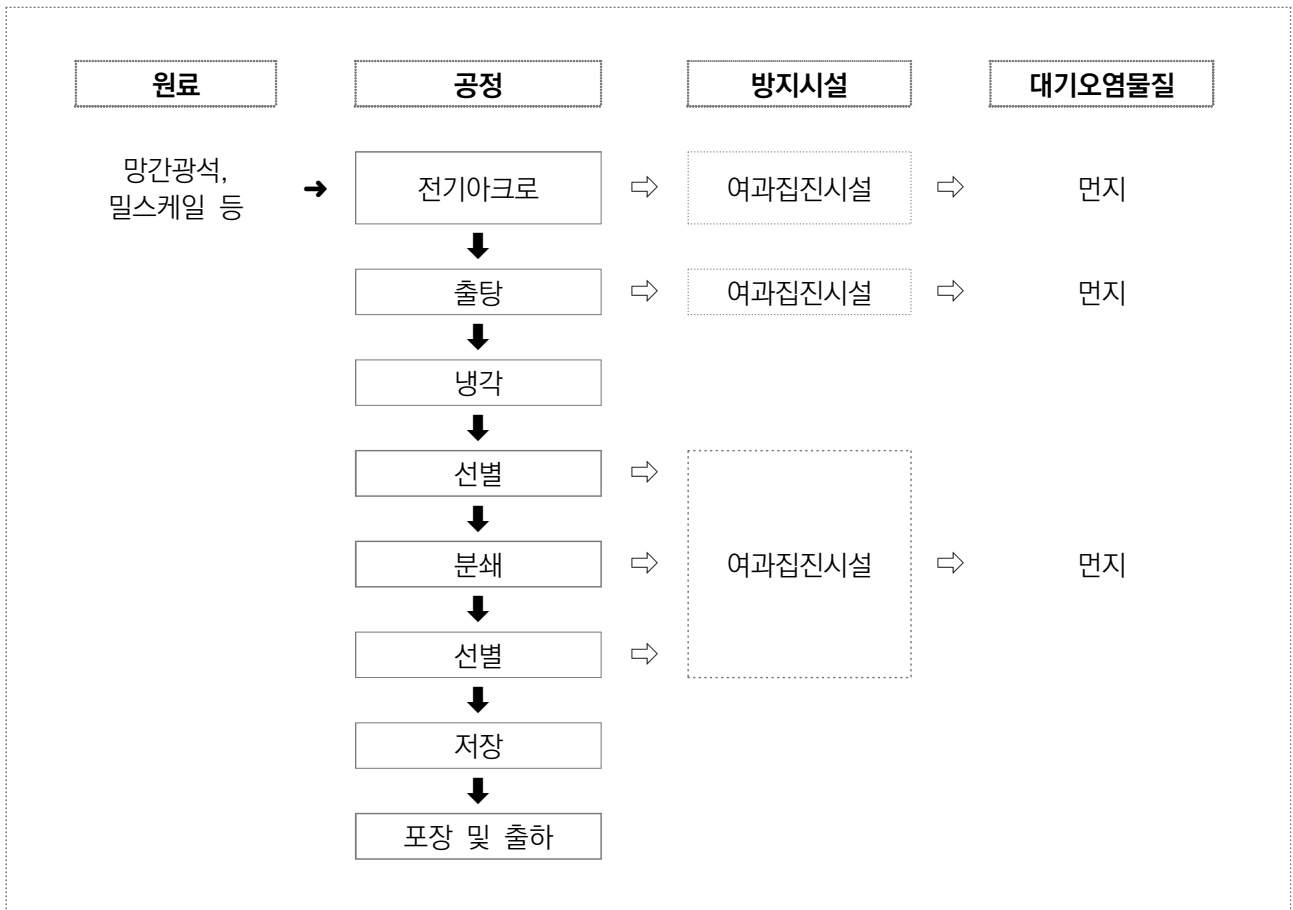 원료 공정 방지시설 대기오염물질
망간광석,
밀스케일 등 ➜ 전기아크로 ⇨ 여과집진시설 ⇨ 먼지
출탕 ⇨ 여과집진시설 ⇨ 먼지
냉각
선별 ⇨
분쇄 ⇨ 여과집진시설 ⇨ 먼지
선별 ⇨
저장
포장 및 출하